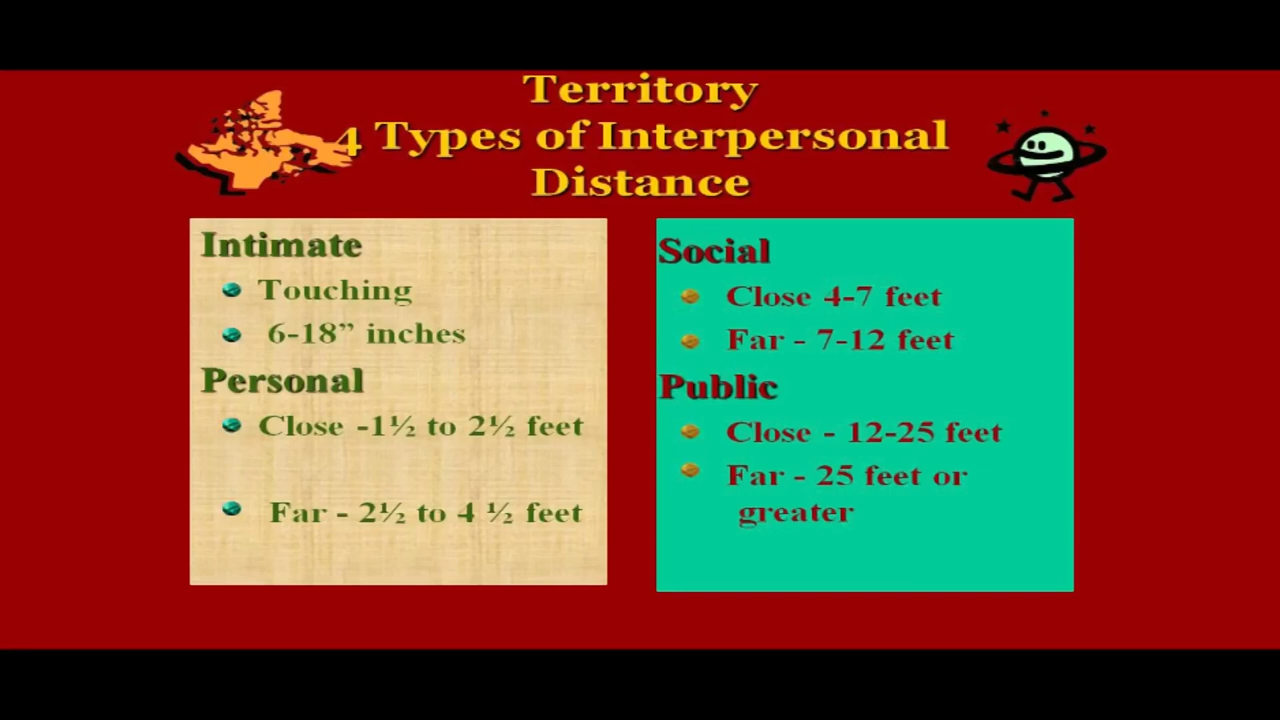 Territory
4 Types of Interpersonal
Distance
Intimate
Touching
6-18” inches
Personal
Close -1½ to 2½ feet
Far - 2½ to 4 ½ feet
Social
Close 4-7 feet
Far - 7-12 feet
Public
Close - 12-25 feet
Far - 25 feet or
greater